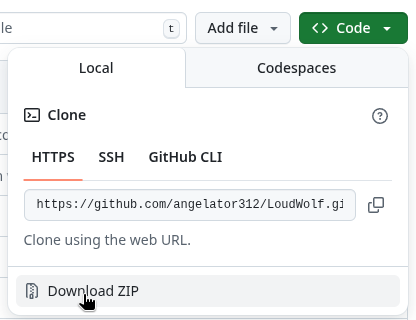 le
t
Add file
Code
Local
Codespaces
Clone
HTTPS
SSH
GitHub CLI
https://github.com/angelator312/LoudWolf.gi
Clone using the web URL.
Download ZIP